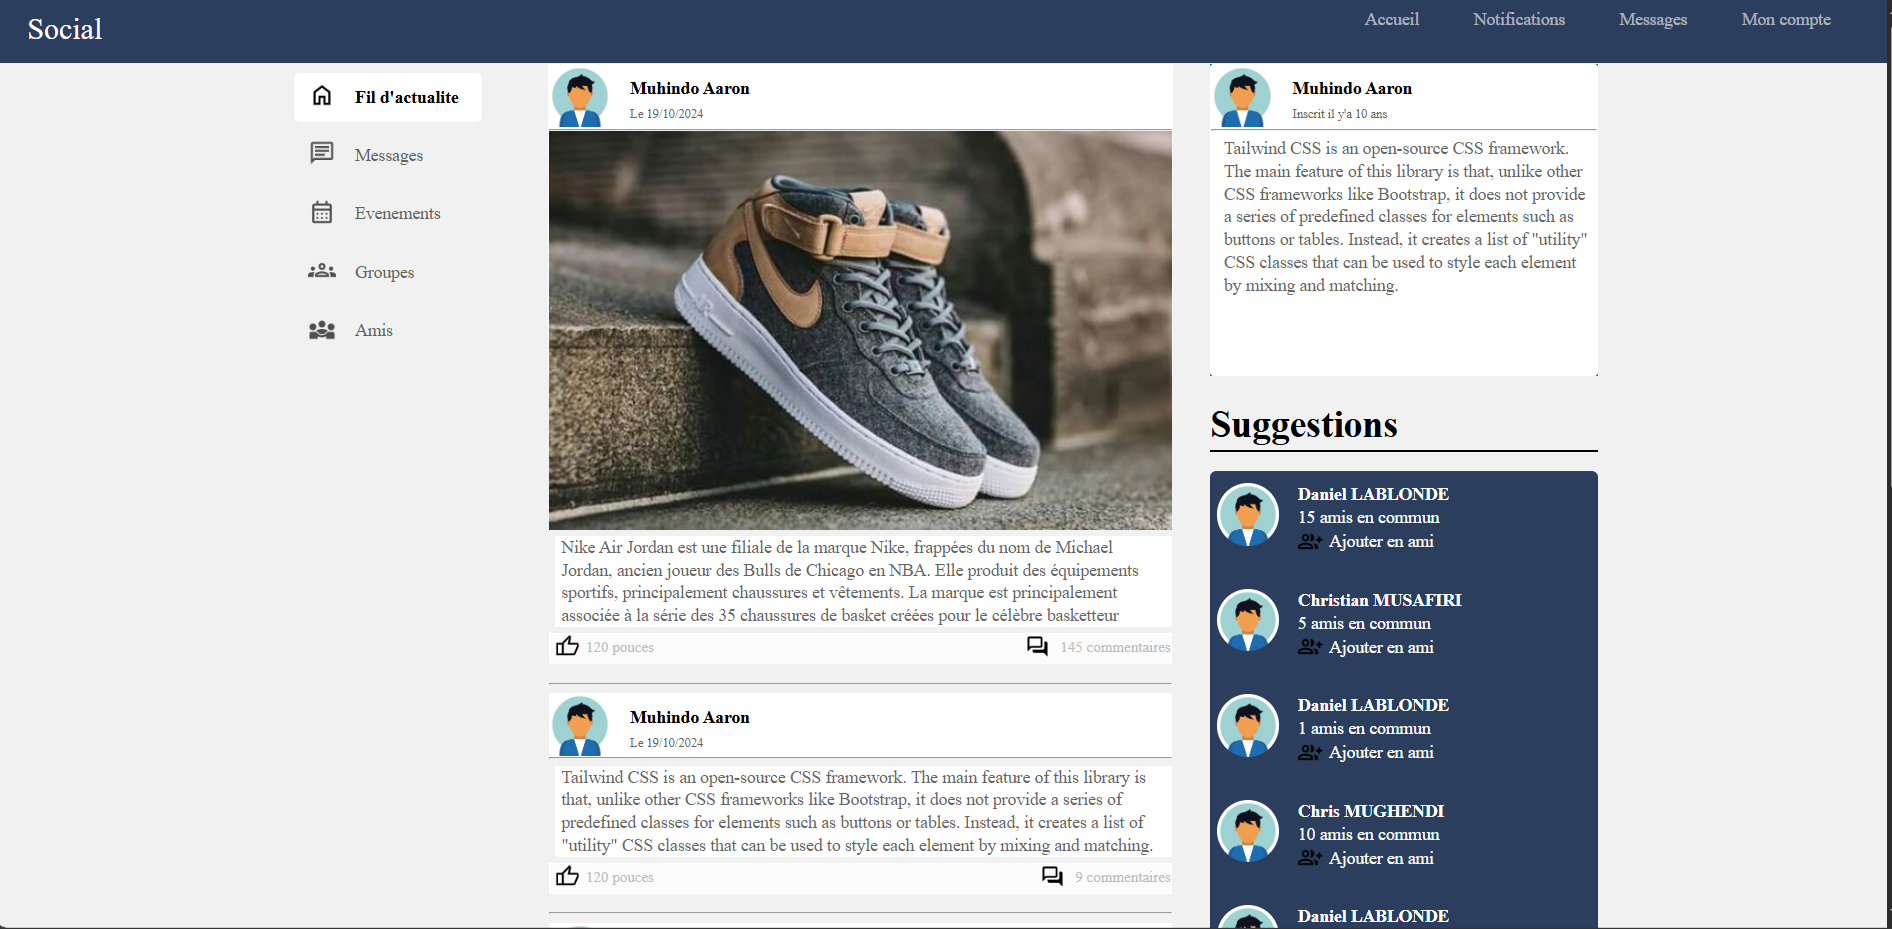 Social
Accueil
Notifications
Messages
Mon compte
Fil d'actualite
Messages
Evenements
Groupes
Amis
Muhindo Aaron
Le 19/10/2024
Nike Air Jordan est une filiale de la marque Nike, frappées du nom de Michael
Jordan, ancien joueur des Bulls de Chicago en NBA. Elle produit des équipements
sportifs, principalement chaussures et vêtements. La marque est principalement
associée à la série des 35 chaussures de basket créées pour le célèbre basketteur
120 pouces
145 commentaires
Muhindo Aaron
Le 19/10/2024
Tailwind CSS is an open-source CSS framework. The main feature of this library is
that, unlike other CSS frameworks like Bootstrap, it does not provide a series of
predefined classes for elements such as buttons or tables. Instead, it creates a list of
"utility" CSS classes that can be used to style each element by mixing and matching.
120 pouces
9 commentaires
Muhindo Aaron
Inscrit il y'a 10 ans
Tailwind CSS is an open-source CSS framework.
The main feature of this library is that, unlike other
CSS frameworks like Bootstrap, it does not provide
a series of predefined classes for elements such as
buttons or tables. Instead, it creates a list of "utility"
CSS classes that can be used to style each element
by mixing and matching.
Suggestions
Daniel LABLONDE
15 amis en commun
Ajouter en ami
Christian MUSAFIRI
5 amis en commun
Ajouter en ami
Daniel LABLONDE
1 amis en commun
Ajouter en ami
Chris MUGHENDI
10 amis en commun
Ajouter en ami
Daniel LABLONDE